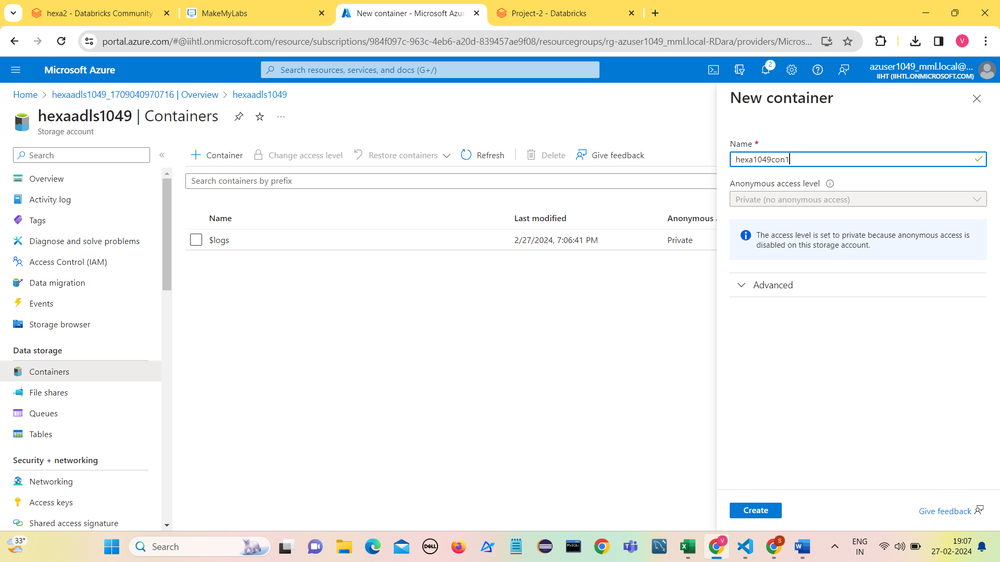 hexa2 - Databricks Community
MakeMyLabs
New container - Microsoft Azur
Project-2 - Databricks
portal.azure.com/#@iihtl.onmicrosoft.com/resource/subscriptions/984f097c-963c-4eb6-a20d-839457ae9f08/resourcegroups/rg-azuser1049_mml.local-RDara/providers/Micros...
V
Microsoft Azure
Search resources, services, and docs (G+/)
2
azuser1049_mml.local@...
IIHT (IIHTL.ONMICROSOFT.COM)
Home > hexaadls1049_1709040970716 | Overview > hexaadls1049
hexaadls1049 | Containers
Storage account
Search
Overview
Activity log
Tags
Diagnose and solve problems
Access Control (IAM)
Data migration
Events
Storage browser
Data storage
Containers
File shares
Queues
Tables
Security + networking
Networking
Access keys
Shared access signature
Container
Change access level
Restore containers
Refresh
Delete
Give feedback
Search containers by prefix
Name Last modified Anonymous
$logs 2/27/2024, 7:06:41 PM Private
New container
Name *
hexa1049con1
Anonymous access level
Private (no anonymous access)
The access level is set to private because anonymous access is
disabled on this storage account.
Advanced
Create
Give feedback
33°
Search
DELL
MySQL
V
S
ENG
IN
19:07
27-02-2024